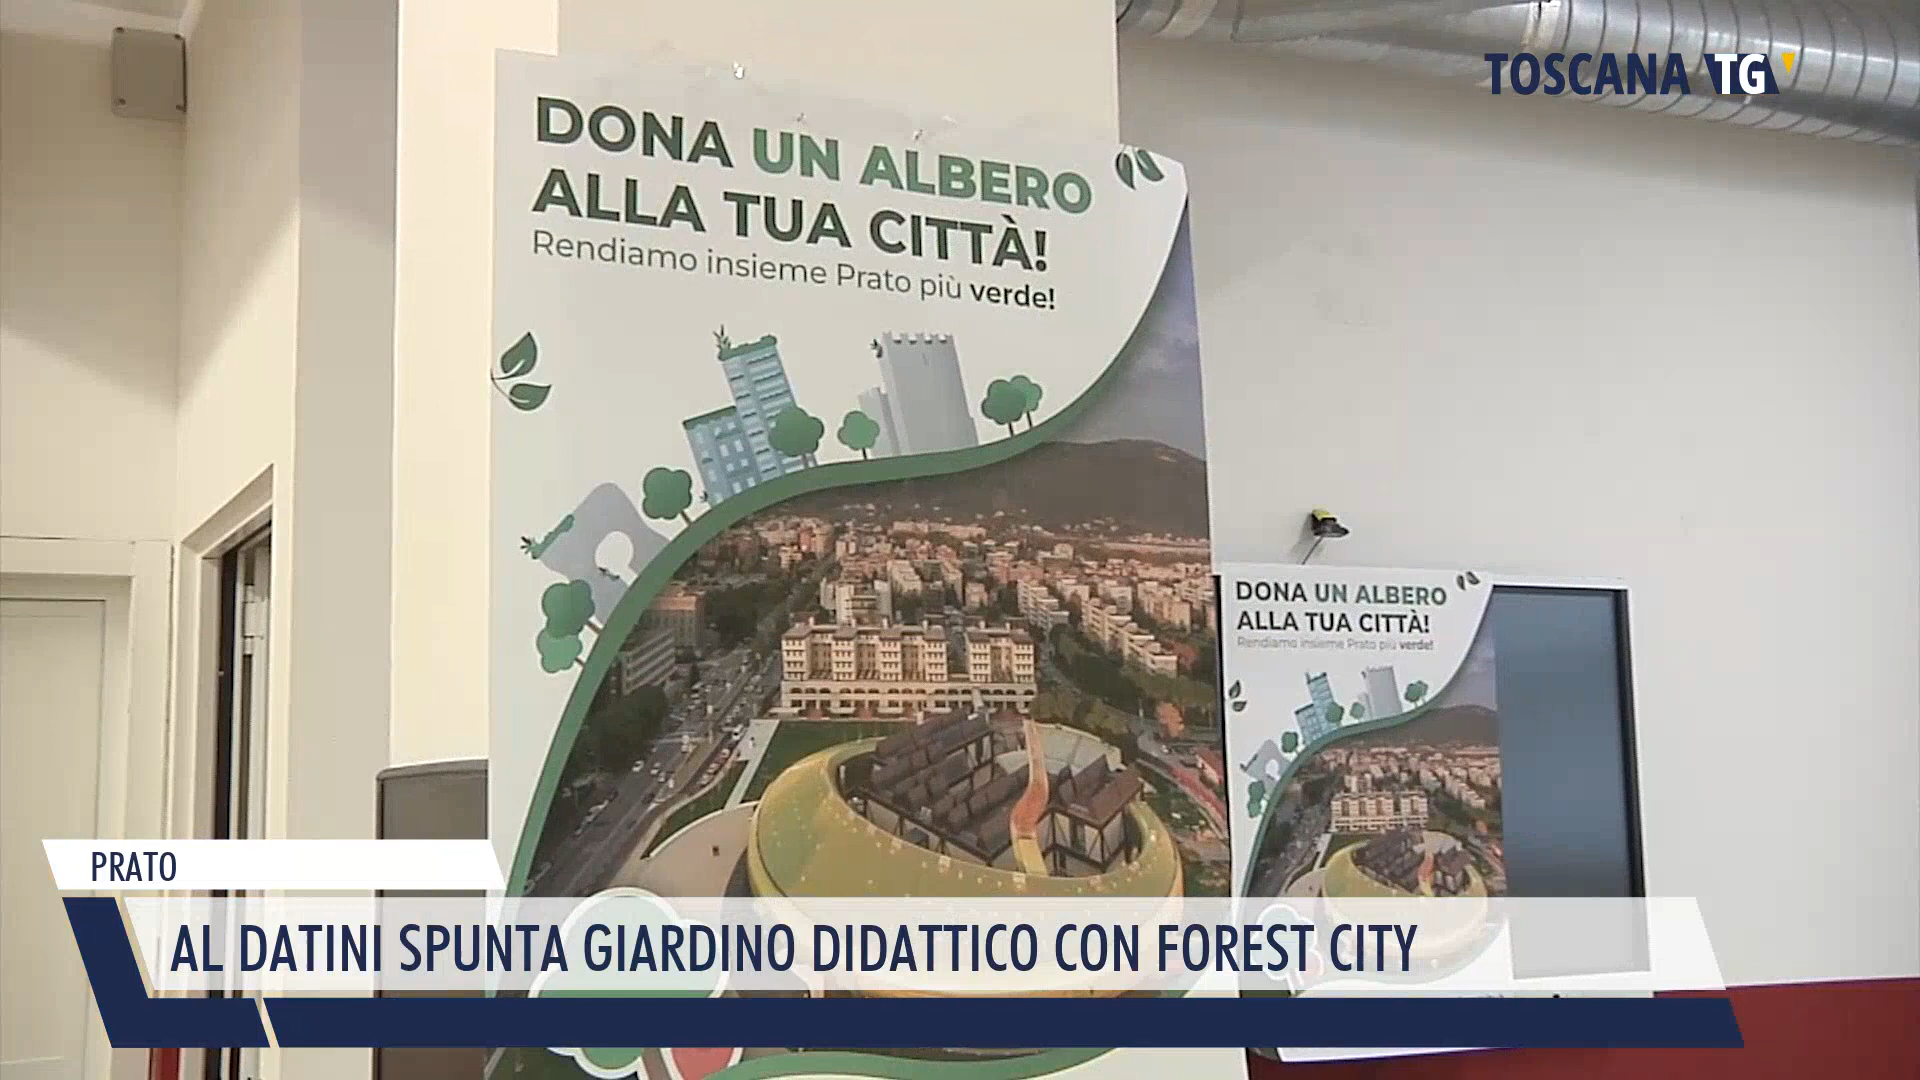 TOSCANA TG
DONA UN ALBERO
ALLA TUA CITTÀ!
Rendiamo insieme Prato più verde!
DONA UN ALBERO
ALLA TUA CITTÀ!
Rendiamo insieme Prato più verde!
PRATO
AL DATINI SPUNTA GIARDINO DIDATTICO CON FOREST CITY